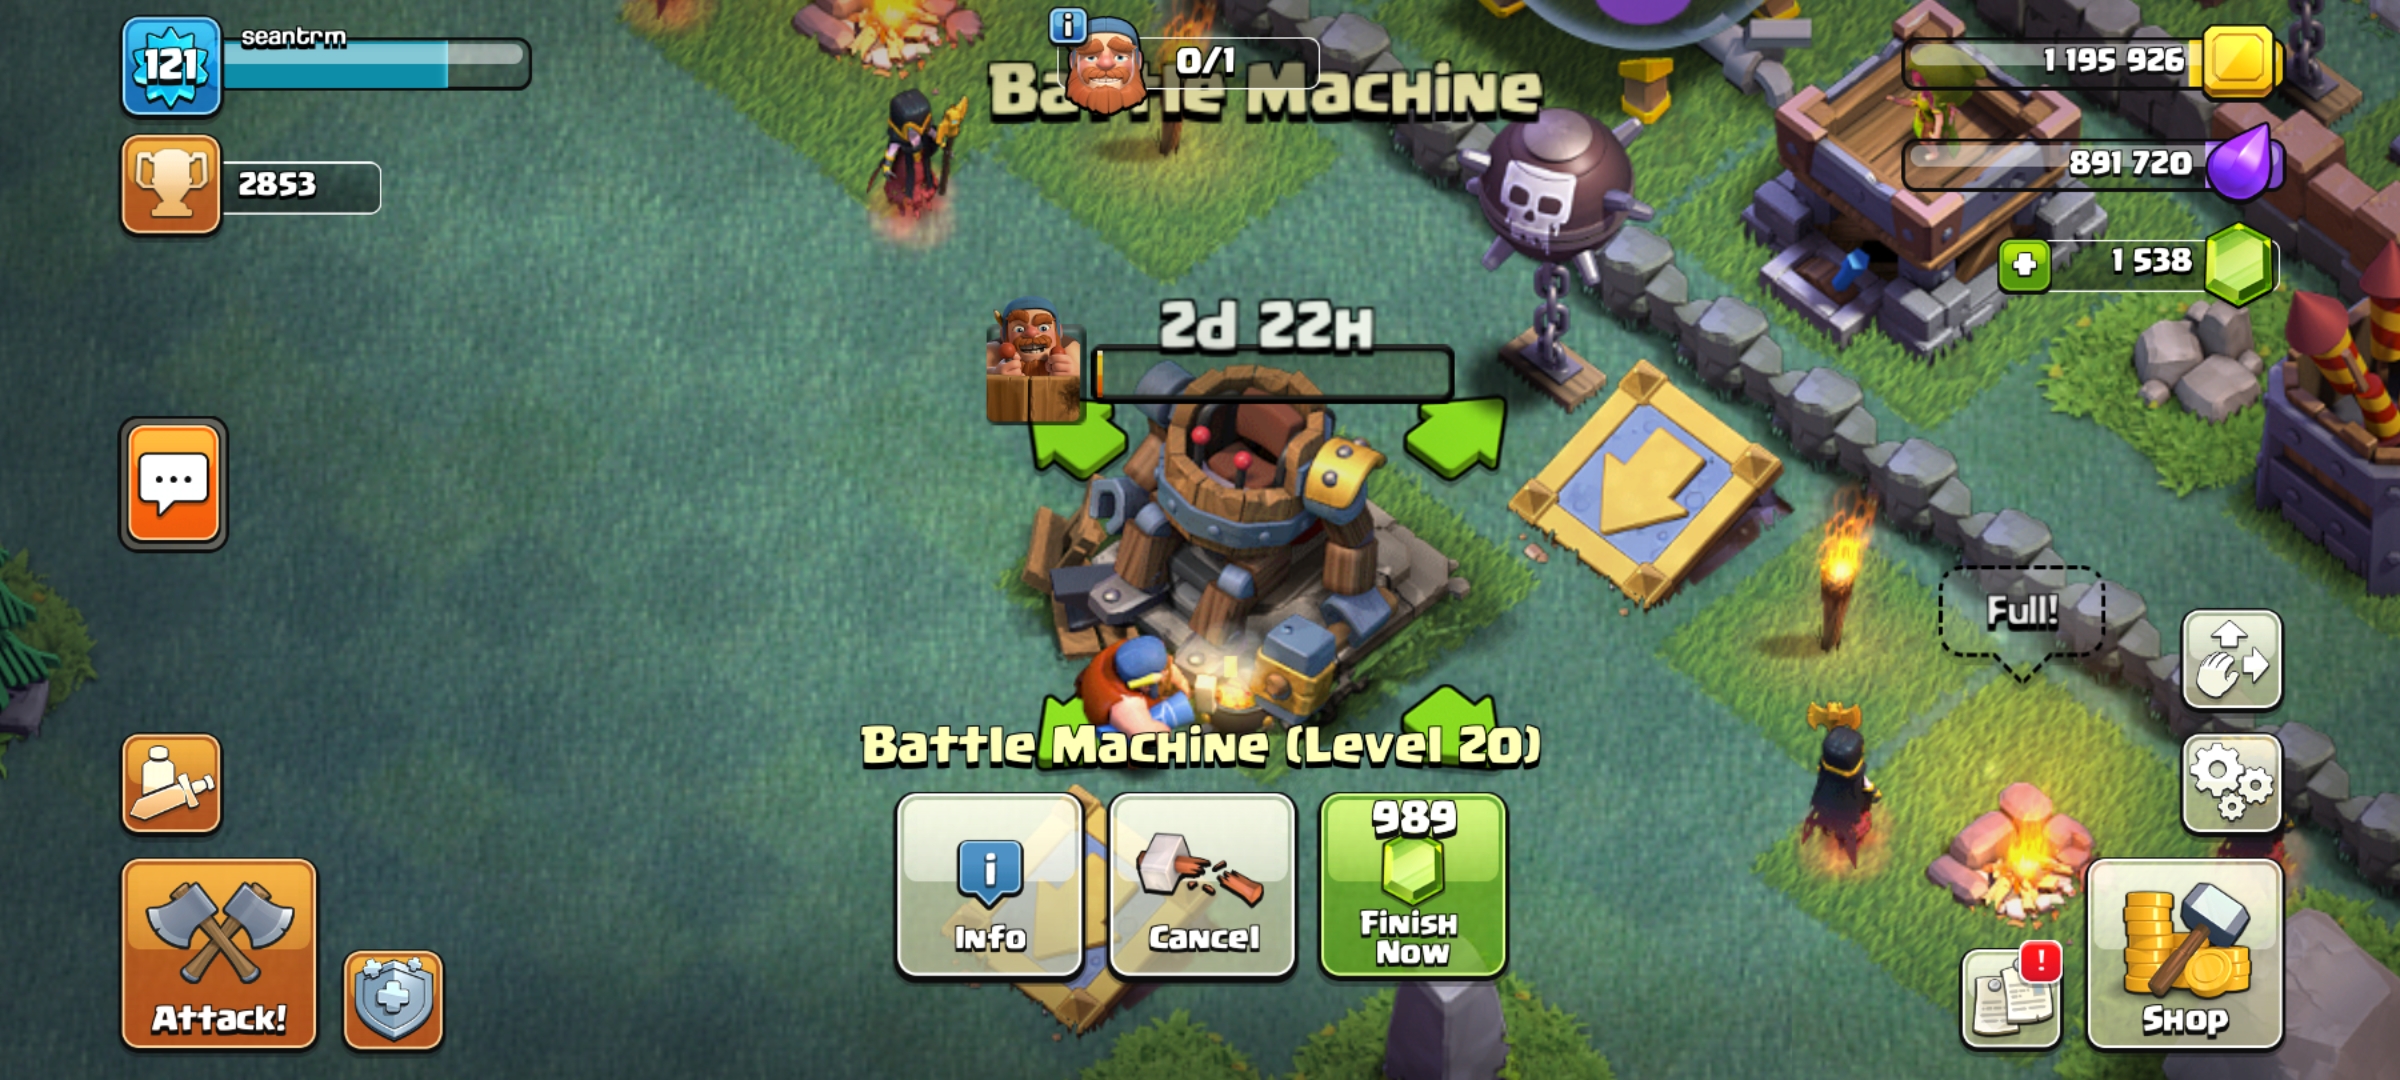 121
seantrm
0/1
Battle Machine
1 195 926
2853
891 720
1 538
2d 22H
Full!
Battle Machine (Level 20)
Info
Cancel
989
Finish
Now
Attack!
!
Shop